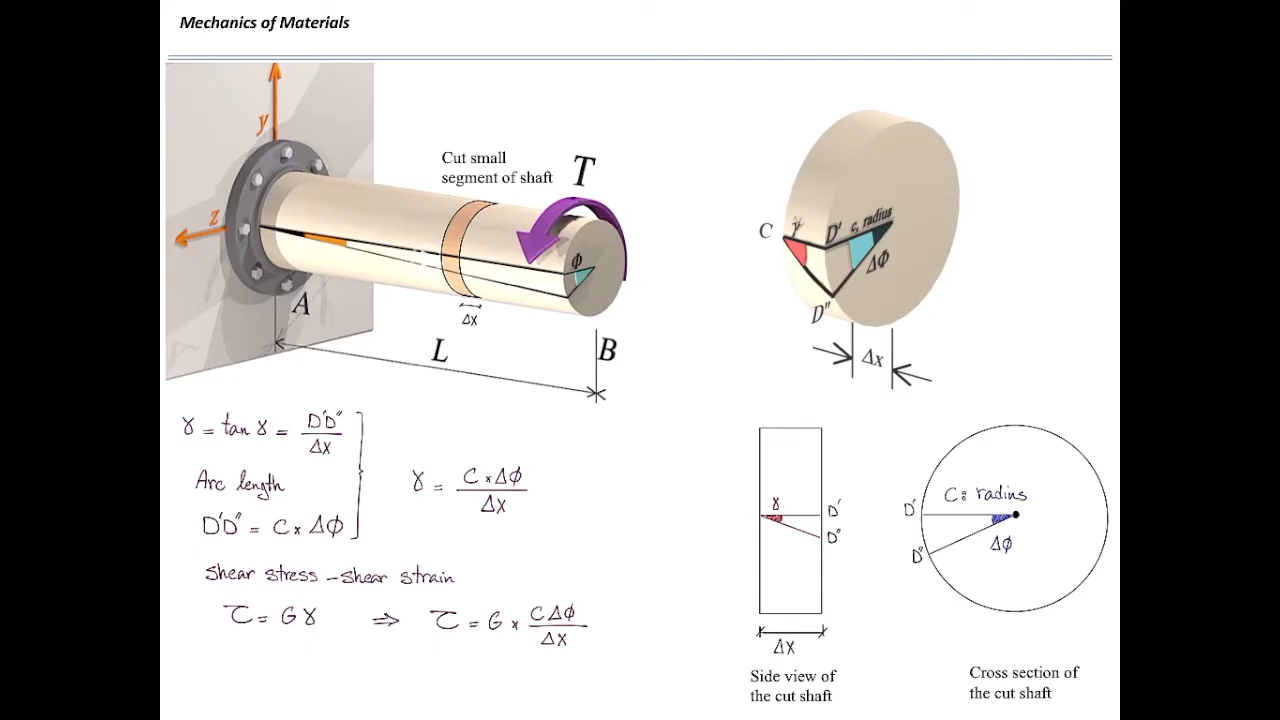 Mechanics of Materials
y
z
A
Cut small
segment of shaft
T
ϕ
Δx
L
B
C
γ
D'
c, radius
Δϕ
D"
Δx
γ = tan γ = D'D" / Δx
Arc length
D'D" = C × Δϕ
γ = C × Δϕ / Δx
Shear stress – shear strain
τ = Gγ ⇒ τ = G × CΔϕ / Δx
γ
D'
D"
Δx
Side view of
the cut shaft
C: radius
D'
D"
Δϕ
Cross section of
the cut shaft